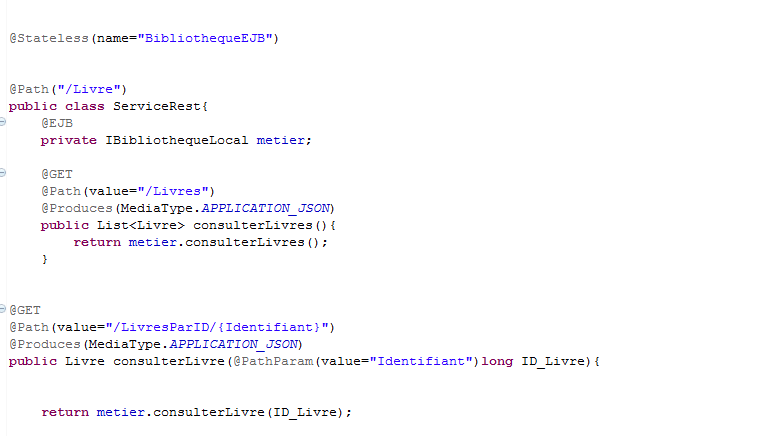 @Stateless(name="BibliothequeEJB")
@Path("/Livre")
public class ServiceRest{
@EJB
private IBibliothequeLocal metier;
@GET
@Path(value="/Livres")
@Produces(MediaType.APPLICATION_JSON)
public List<Livre> consulterLivres(){
return metier.consulterLivres();
}
@GET
@Path(value="/LivresParID/{Identifiant}")
@Produces(MediaType.APPLICATION_JSON)
public Livre consulterLivre(@PathParam(value="Identifiant")long ID_Livre){
return metier.consulterLivre(ID_Livre);